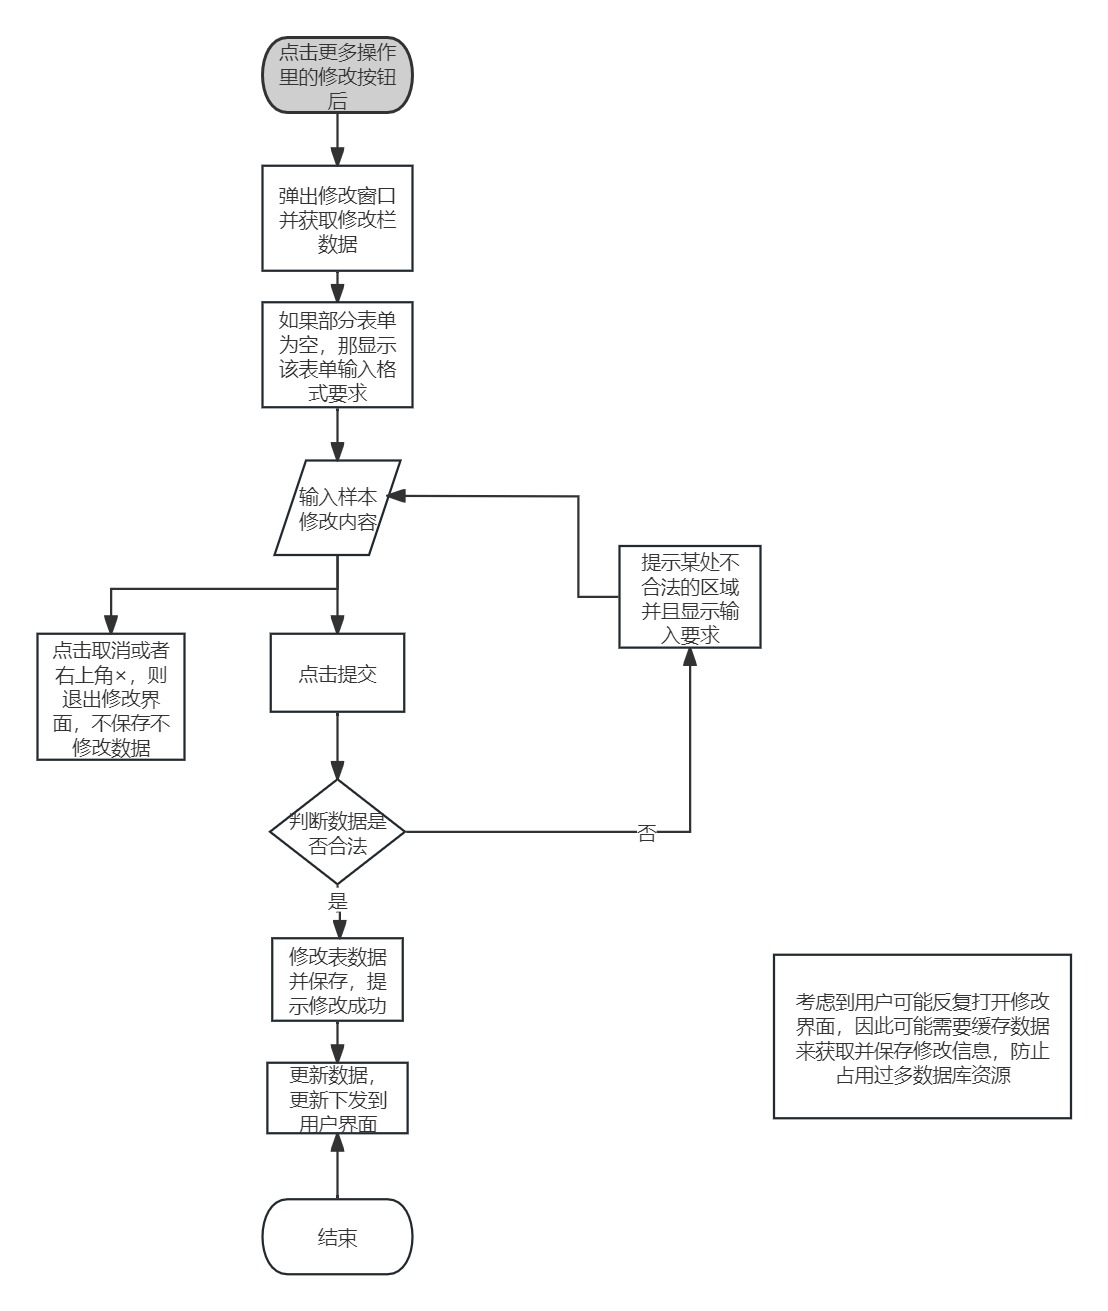 点击更多操作
里的修改按钮
后
弹出修改窗口
并获取修改栏
数据
如果部分表单
为空，那显示
该表单输入格
式要求
输入样本
修改内容
提示某处不
合法的区域
并且显示输
入要求
点击取消或者
右上角×，则
退出修改界
面，不保存不
修改数据
点击提交
判断数据是
否合法
否
是
修改表数据
并保存，提
示修改成功
考虑到用户可能反复打开修改
界面，因此可能需要缓存数据
来获取并保存修改信息，防止
占用过多数据库资源
更新数据，
更新下发到
用户界面
结束